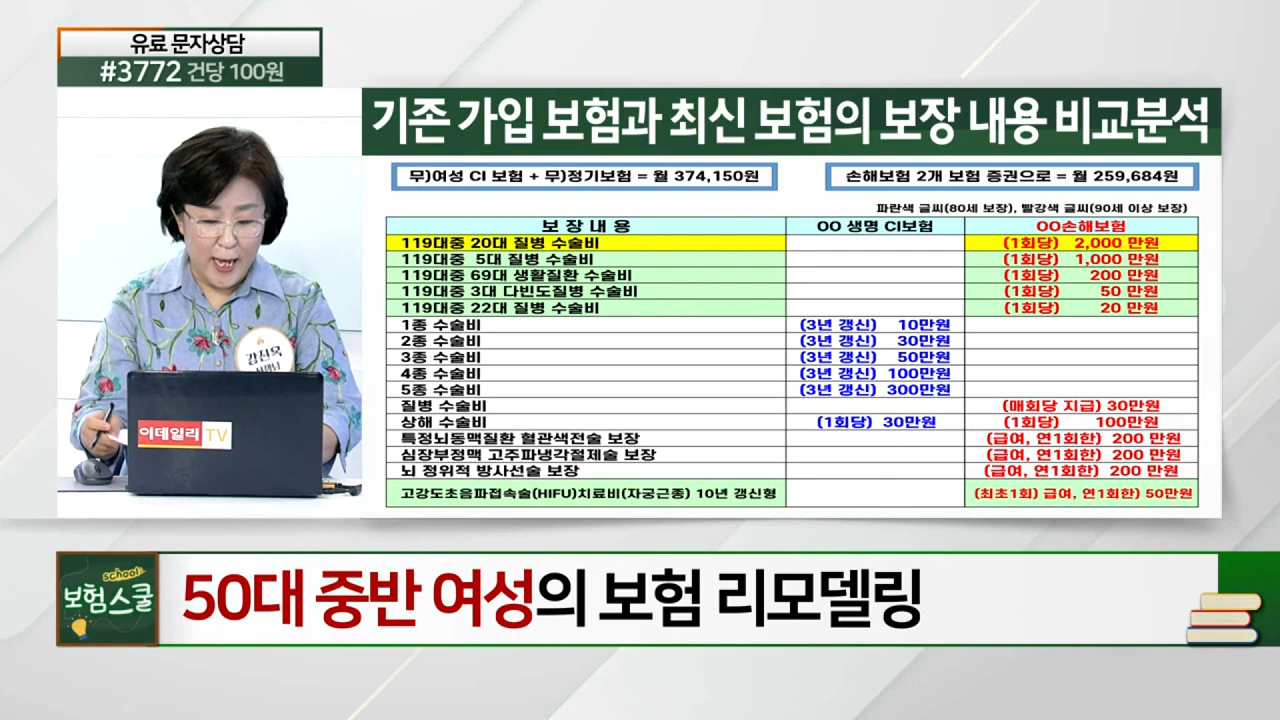 유료 문자상담
#3772 건당 100원
기존 가입 보험과 최신 보험의 보장 내용 비교분석
무)여성 CI 보험 + 무)정기보험 = 월 374,150원
손해보험 2개 보험 증권으로 = 월 259,684원
파란색 글씨(80세 보장), 빨강색 글씨(90세 이상 보장)
보 장 내 용 OO 생명 CI보험 OO손해보험
119대중 20대 질병 수술비 (1회당) 2,000 만원
119대중 5대 질병 수술비 (1회당) 1,000 만원
119대중 69대 생활질환 수술비 (1회당) 200 만원
119대중 3대 다빈도질병 수술비 (1회당) 50 만원
119대중 22대 질병 수술비 (1회당) 20 만원
1종 수술비 (3년 갱신) 10만원
2종 수술비 (3년 갱신) 30만원
3종 수술비 (3년 갱신) 50만원
4종 수술비 (3년 갱신) 100만원
5종 수술비 (3년 갱신) 300만원
질병 수술비 (매회당 지급) 30만원
상해 수술비 (1회당) 30만원 (1회당) 100만원
특정뇌동맥질환 혈관색전술 보장 (급여, 연1회한) 200 만원
심장부정맥 고주파냉각절제술 보장 (급여, 연1회한) 200 만원
뇌 정위적 방사선술 보장 (급여, 연1회한) 200 만원
고강도초음파접속술(HIFU)치료비(자궁근종) 10년 갱신형 (최초1회) 급여, 연1회한) 50만원
강선옥
이데일리 TV
school
보험스쿨
50대 중반 여성의 보험 리모델링